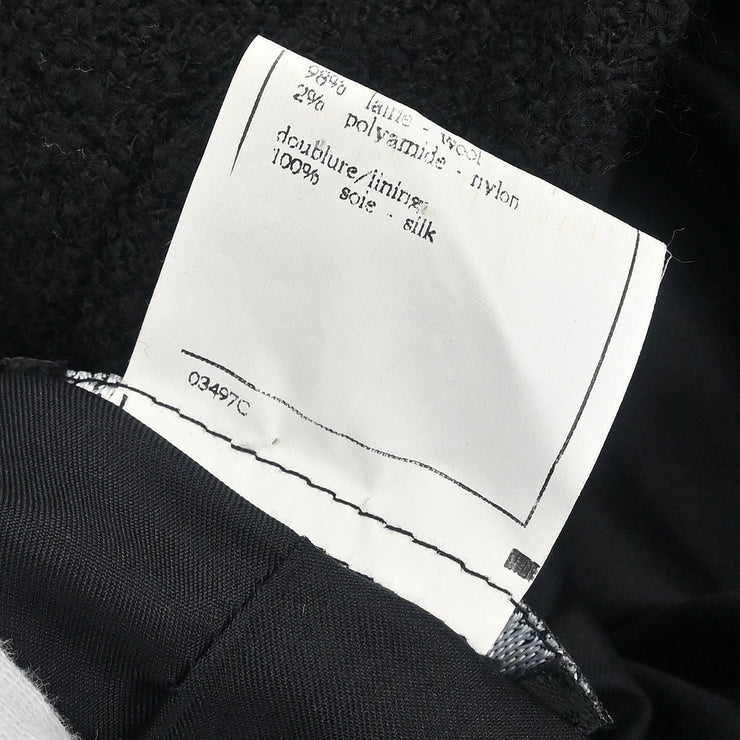 98% laine - wool
2% polyamide - nylon
doublure/lining:
100% soie - silk
03497C